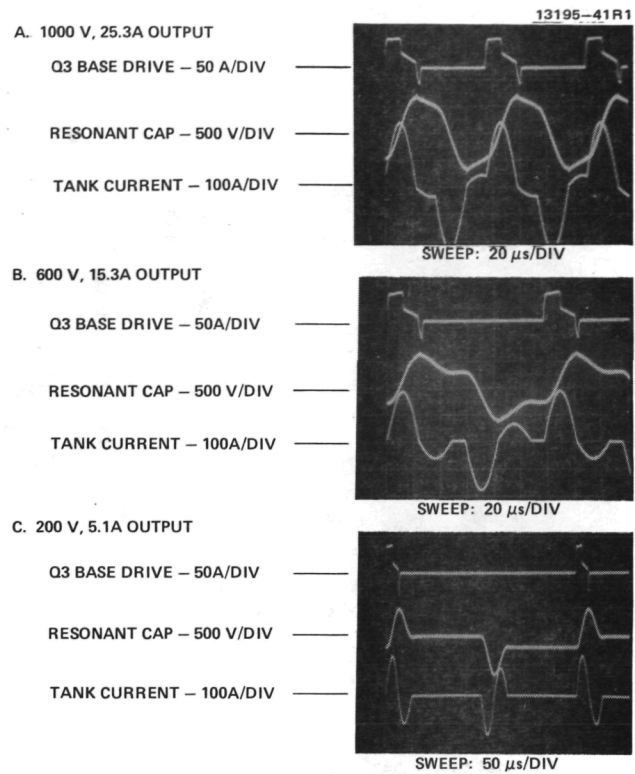 13195-41R1
A. 1000 V, 25.3A OUTPUT
Q3 BASE DRIVE – 50 A/DIV
RESONANT CAP – 500 V/DIV
TANK CURRENT – 100A/DIV
SWEEP: 20 μs/DIV
B. 600 V, 15.3A OUTPUT
Q3 BASE DRIVE – 50A/DIV
RESONANT CAP – 500 V/DIV
TANK CURRENT – 100A/DIV
SWEEP: 20 μs/DIV
C. 200 V, 5.1A OUTPUT
Q3 BASE DRIVE – 50A/DIV
RESONANT CAP – 500 V/DIV
TANK CURRENT – 100A/DIV
SWEEP: 50 μs/DIV